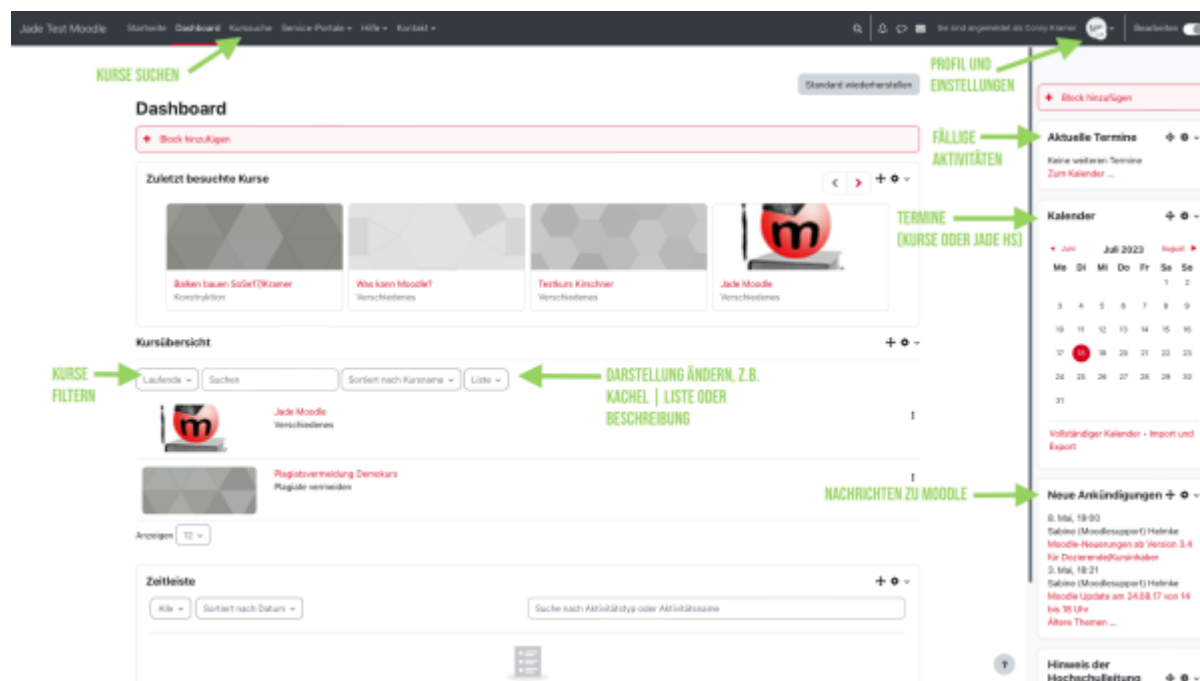 Jade Test Moodle Startseite Dashboard Kurssuche Service-Portale Hilfe Kontakt Sie sind angemeldet als Conny Kramer Bearbeiten
KURSE SUCHEN
PROFIL UND
EINSTELLUNGEN
Standard wiederherstellen
Dashboard
+ Block hinzufügen
Zuletzt besuchte Kurse
Balken bauen SoSe17/Kramer
Konstruktion
Was kann Moodle?
Verschiedenes
Testkurs Kirschner
Verschiedenes
Jade Moodle
Verschiedenes
Kursübersicht
KURSE
FILTERN
Laufende Suchen Sortiert nach Kursname Liste
DARSTELLUNG ÄNDERN, Z.B.
KACHEL | LISTE ODER
BESCHREIBUNG
m
Jade Moodle
Verschiedenes
Plagiatsvermeidung Demokurs
Plagiate vermeiden
Anzeigen 12
Zeitleiste
Alle Sortiert nach Datum Suche nach Aktivitätstyp oder Aktivitätsname
+ Block hinzufügen
FÄLLIGE
AKTIVITÄTEN
Aktuelle Termine
Keine weiteren Termine
Zum Kalender ...
TERMINE
(KURSE ODER JADE HS)
Kalender
Juni Juli 2023 August
Mo Di Mi Do Fr Sa So
1 2
3 4 5 6 7 8 9
10 11 12 13 14 15 16
17 18 19 20 21 22 23
24 25 26 27 28 29 30
31
Vollständiger Kalender • Import und
Export
NACHRICHTEN ZU MOODLE
Neue Ankündigungen
8. Mai, 19:00
Sabine (Moodlesupport) Helmke
Moodle-Neuerungen ab Version 3.4
für Dozierende/Kursinhaber
3. Mai, 18:21
Sabine (Moodlesupport) Helmke
Moodle Update am 24.08.17 von 14
bis 18 Uhr
Ältere Themen ...
?
Hinweis der
Hochschulleitung